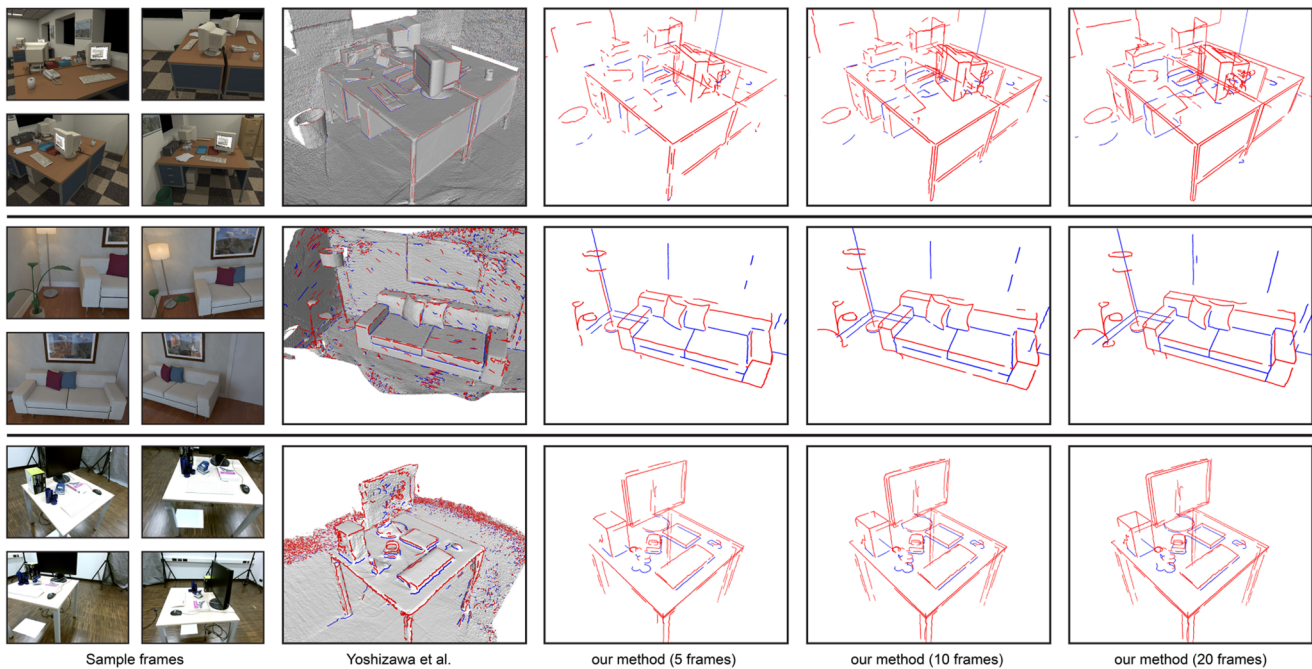 Sample frames
Yoshizawa et al.
our method (5 frames)
our method (10 frames)
our method (20 frames)